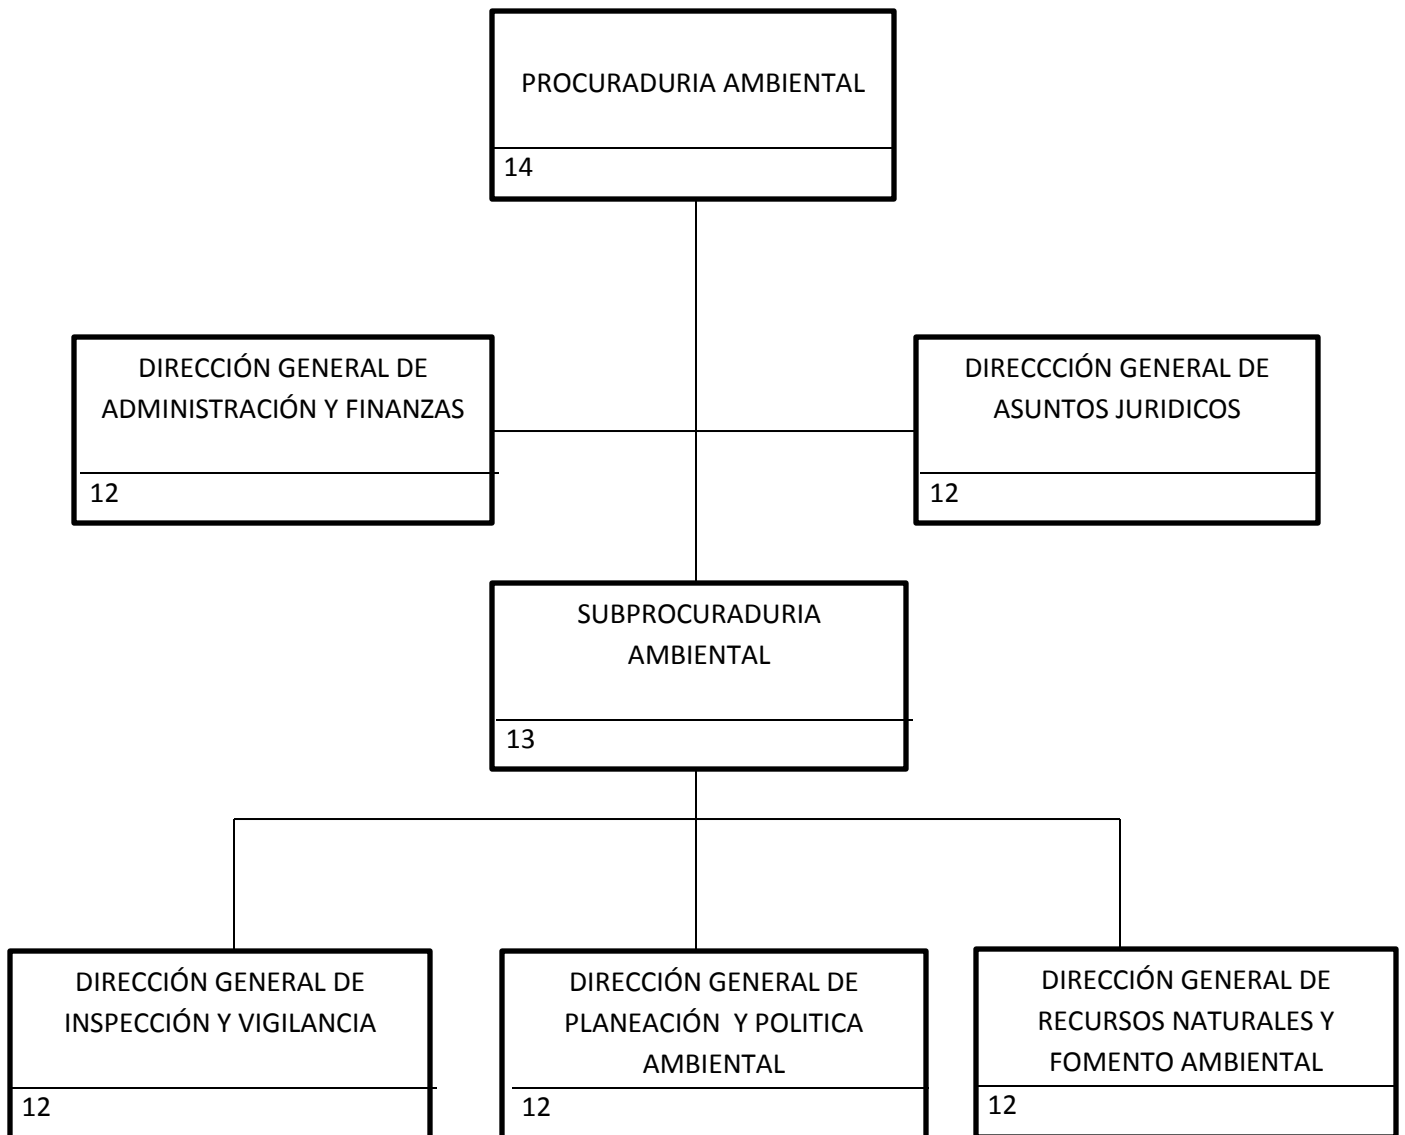 PROCURADURIA AMBIENTAL
14
DIRECCIÓN GENERAL DE
ADMINISTRACIÓN Y FINANZAS
12
DIRECCCIÓN GENERAL DE
ASUNTOS JURIDICOS
12
SUBPROCURADURIA
AMBIENTAL
13
DIRECCIÓN GENERAL DE
INSPECCIÓN Y VIGILANCIA
12
DIRECCIÓN GENERAL DE
PLANEACIÓN  Y POLITICA
AMBIENTAL
12
DIRECCIÓN GENERAL DE
RECURSOS NATURALES Y
FOMENTO AMBIENTAL
12